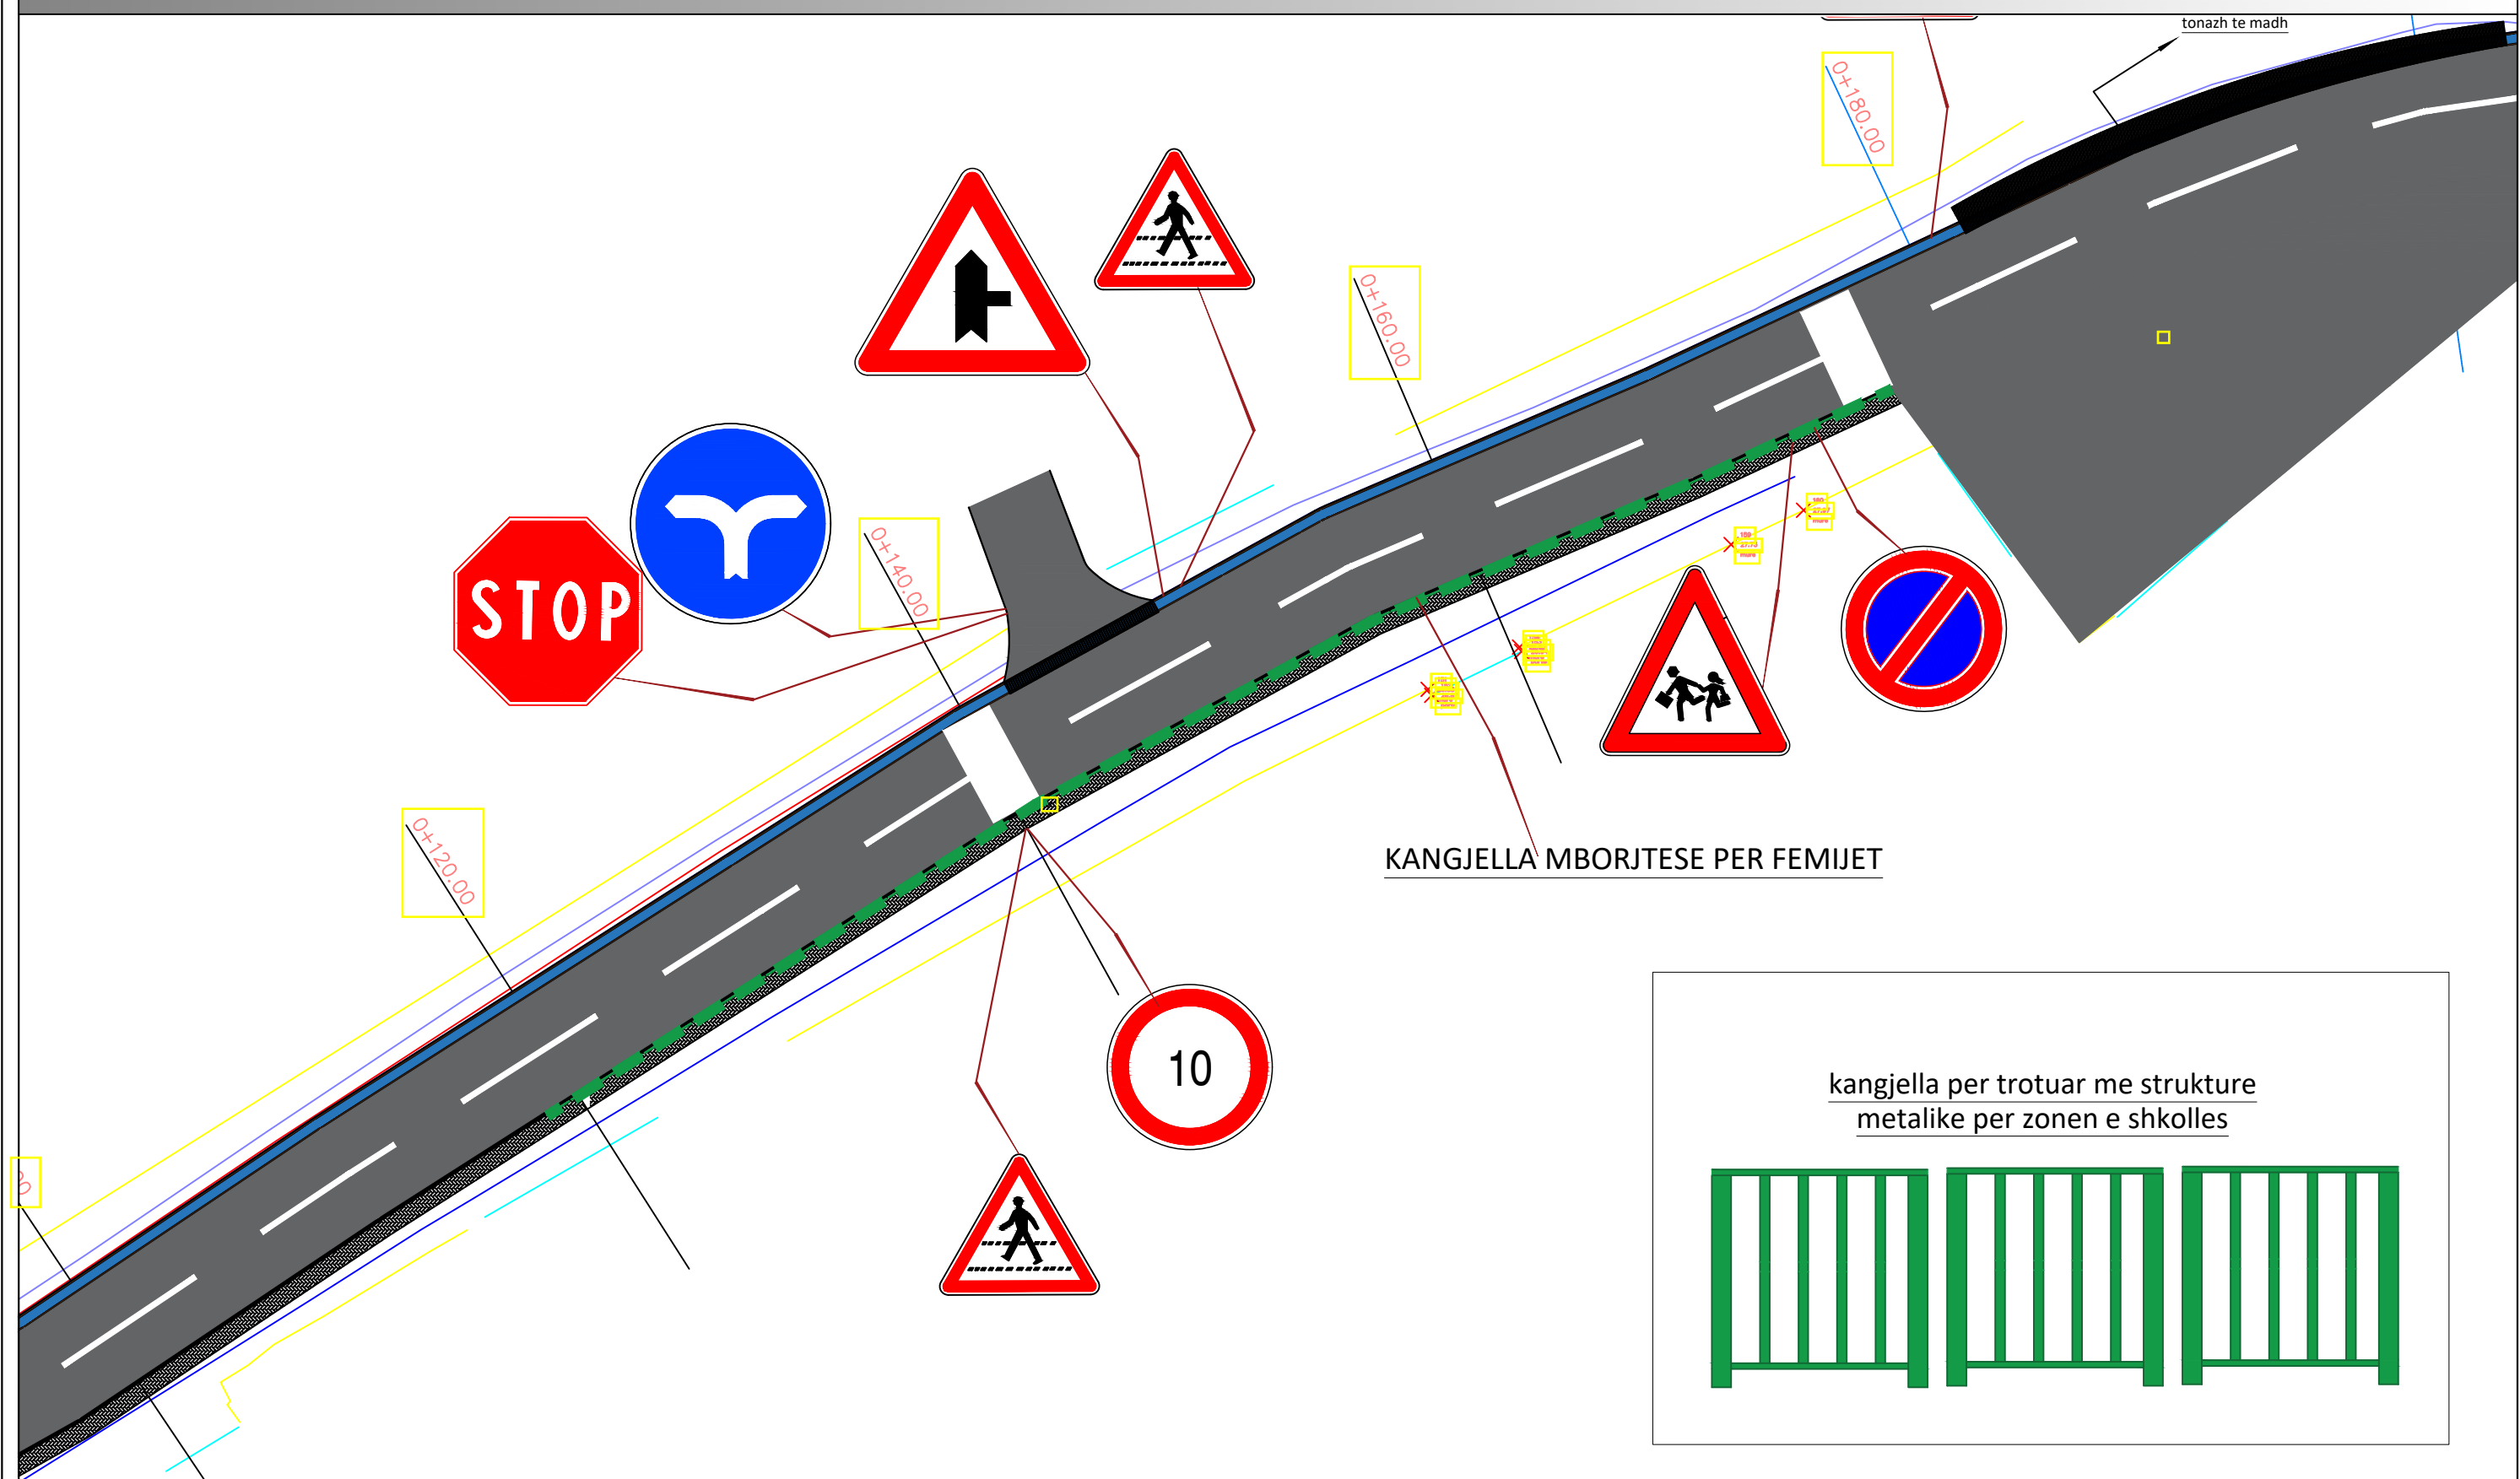 tonazh te madh
0+180.00
0+160.00
0+140.00
STOP
0+120.00
KANGJELLA MBORJTESE PER FEMIJET
10
kangjella per trotuar me strukture
metalike per zonen e shkolles